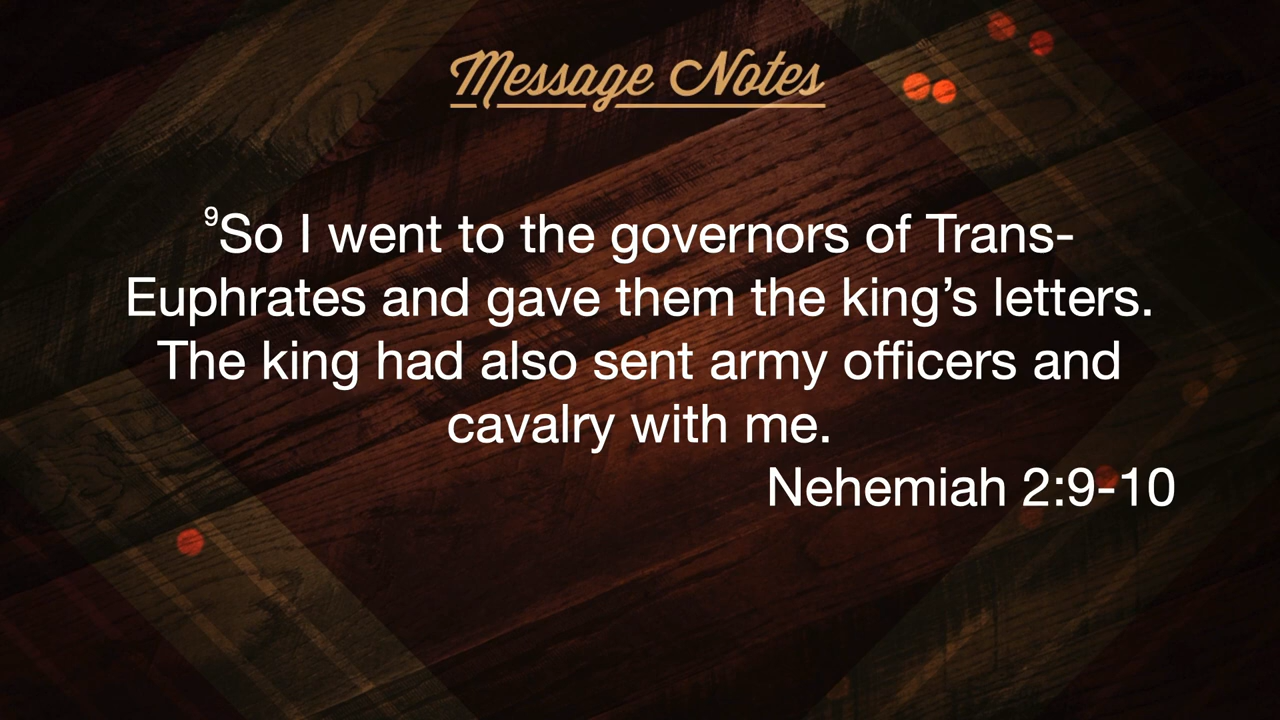 Message Notes
⁹So I went to the governors of Trans-
Euphrates and gave them the king’s letters.
The king had also sent army officers and
cavalry with me.
Nehemiah 2:9-10